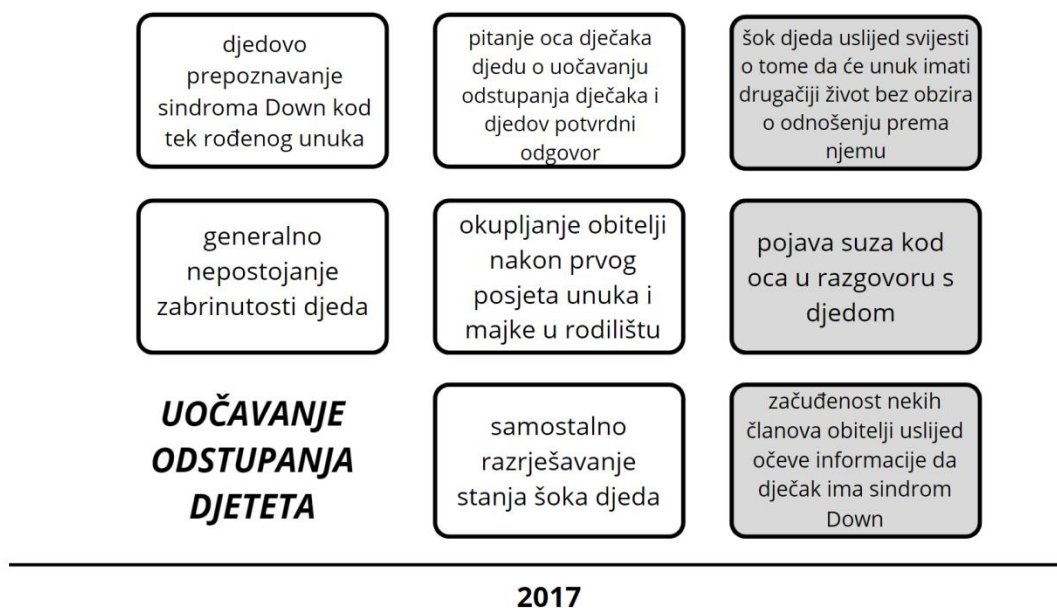 djedovo
prepoznavanje
sindroma Down kod
tek rođenog unuka
pitanje oca dječaka
djedu o uočavanju
odstupanja dječaka i
djedov potvrdni
odgovor
šok djeda uslijed svijesti
o tome da će unuk imati
drugačiji život bez obzira
o odnošenju prema
njemu
generalno
nepostojanje
zabrinutosti djeda
okupljanje obitelji
nakon prvog
posjeta unuka i
majke u rodilištu
pojava suza kod
oca u razgovoru s
djedom
UOČAVANJE
ODSTUPANJA
DJETETA
samostalno
razrješavanje
stanja šoka djeda
začuđenost nekih
članova obitelji uslijed
očeve informacije da
dječak ima sindrom
Down
2017